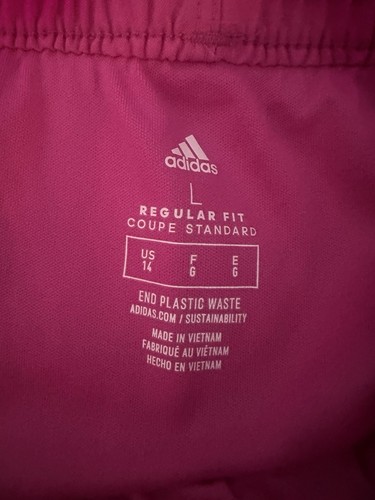 adidas
L
REGULAR FIT
COUPE STANDARD
US F E
14 G G
END PLASTIC WASTE
ADIDAS.COM / SUSTAINABILITY
MADE IN VIETNAM
FABRIQUÉ AU VIÊTNAM
HECHO EN VIETNAM